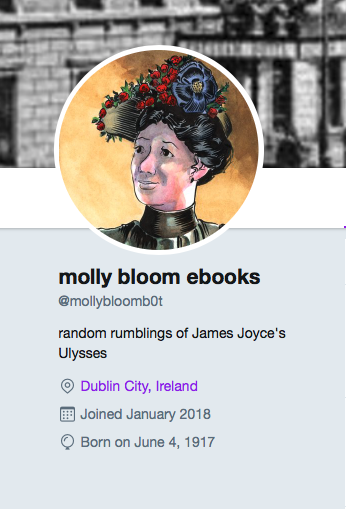 molly bloom ebooks
@mollybloomb0t
random rumblings of James Joyce's
Ulysses
Dublin City, Ireland
Joined January 2018
Born on June 4, 1917